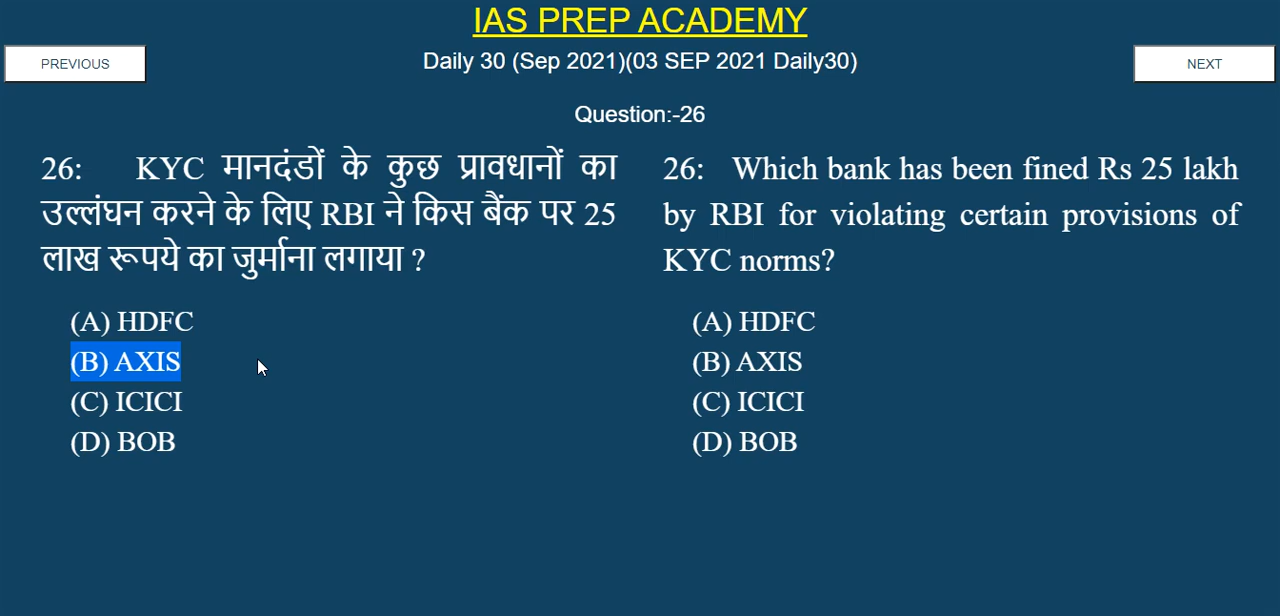 IAS PREP ACADEMY
PREVIOUS
Daily 30 (Sep 2021)(03 SEP 2021 Daily30)
NEXT
Question:-26
26: KYC मानदंडों के कुछ प्रावधानों का
उल्लंघन करने के लिए RBI ने किस बैंक पर 25
लाख रूपये का जुर्माना लगाया ?
(A) HDFC
(B) AXIS
(C) ICICI
(D) BOB
26: Which bank has been fined Rs 25 lakh
by RBI for violating certain provisions of
KYC norms?
(A) HDFC
(B) AXIS
(C) ICICI
(D) BOB